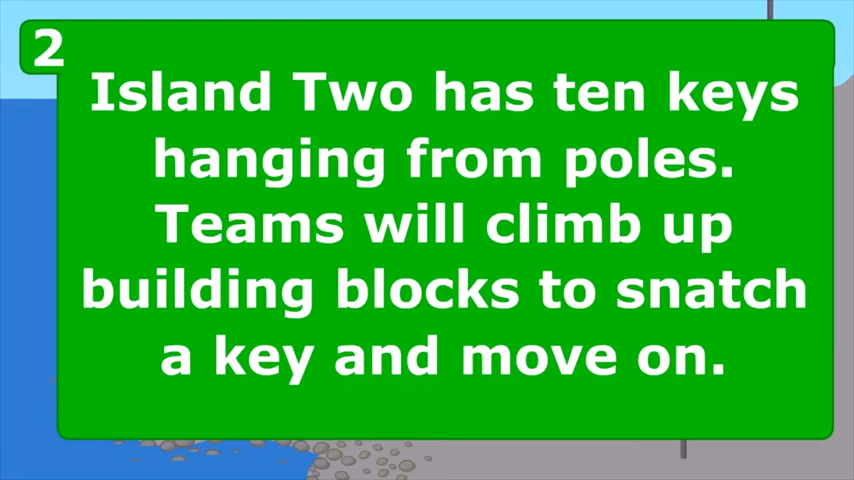 2
Island Two has ten keys
hanging from poles.
Teams will climb up
building blocks to snatch
a key and move on.